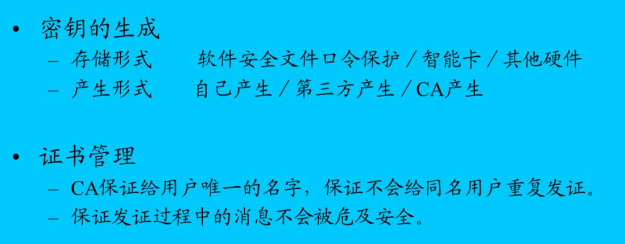 • 密钥的生成
– 存储形式 软件安全文件口令保护／智能卡／其他硬件
– 产生形式 自己产生／第三方产生／CA产生
• 证书管理
– CA保证给用户唯一的名字，保证不会给同名用户重复发证。
– 保证发证过程中的消息不会被危及安全。